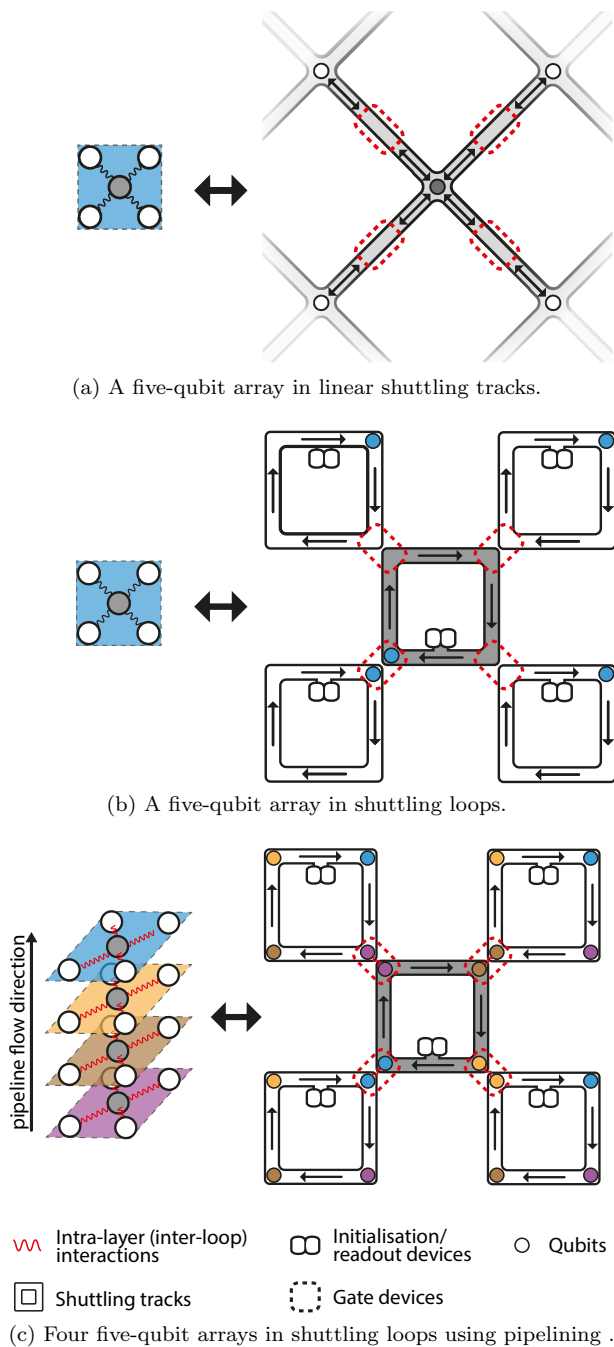 (a) A five-qubit array in linear shuttling tracks.
(b) A five-qubit array in shuttling loops.
pipeline flow direction
Intra-layer (inter-loop)
interactions
Initialisation/
readout devices
Qubits
Shuttling tracks
Gate devices
(c) Four five-qubit arrays in shuttling loops using pipelining .